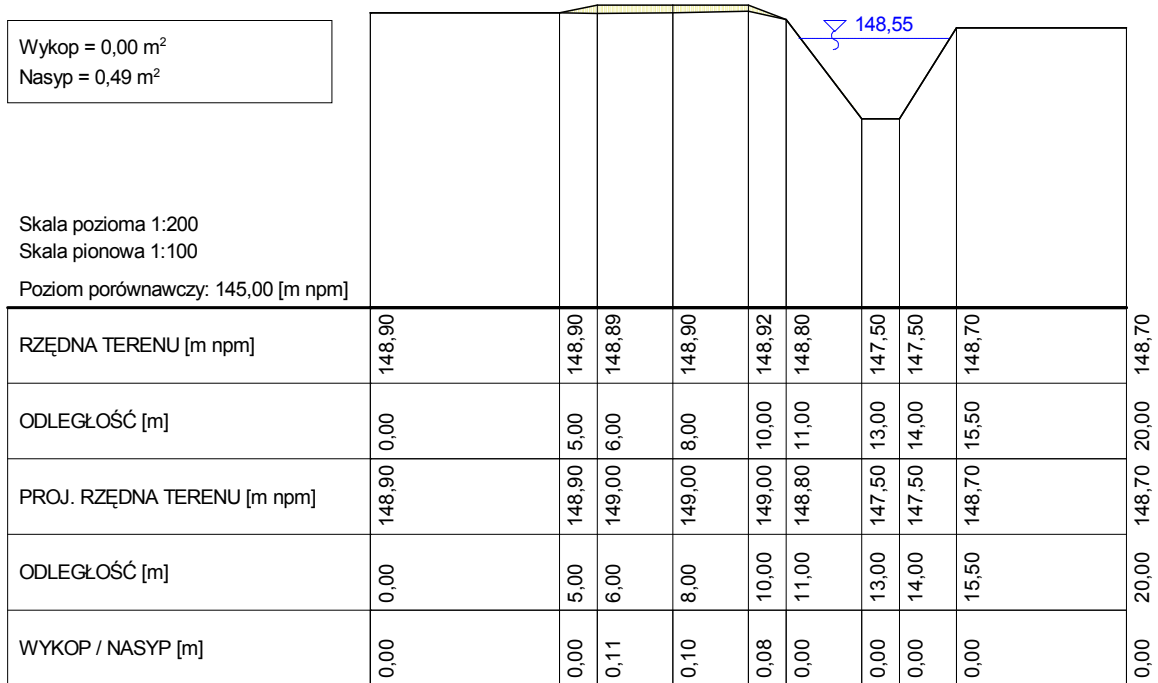 148,55
Wykop = 0,00 m²
Nasyp = 0,49 m²
Skala pozioma 1:200
Skala pionowa 1:100
Poziom porównawczy: 145,00 [m npm]
RZĘDNA TERENU [m npm] 148,90 148,90 148,89 148,90 148,92 148,80 147,50 147,50 148,70 148,70
ODLEGŁOŚĆ [m] 0,00 5,00 6,00 8,00 10,00 11,00 13,00 14,00 15,50 20,00
PROJ. RZĘDNA TERENU [m npm] 148,90 148,90 149,00 149,00 149,00 148,80 147,50 147,50 148,70 148,70
ODLEGŁOŚĆ [m] 0,00 5,00 6,00 8,00 10,00 11,00 13,00 14,00 15,50 20,00
WYKOP / NASYP [m] 0,00 0,00 0,11 0,10 0,08 0,00 0,00 0,00 0,00 0,00